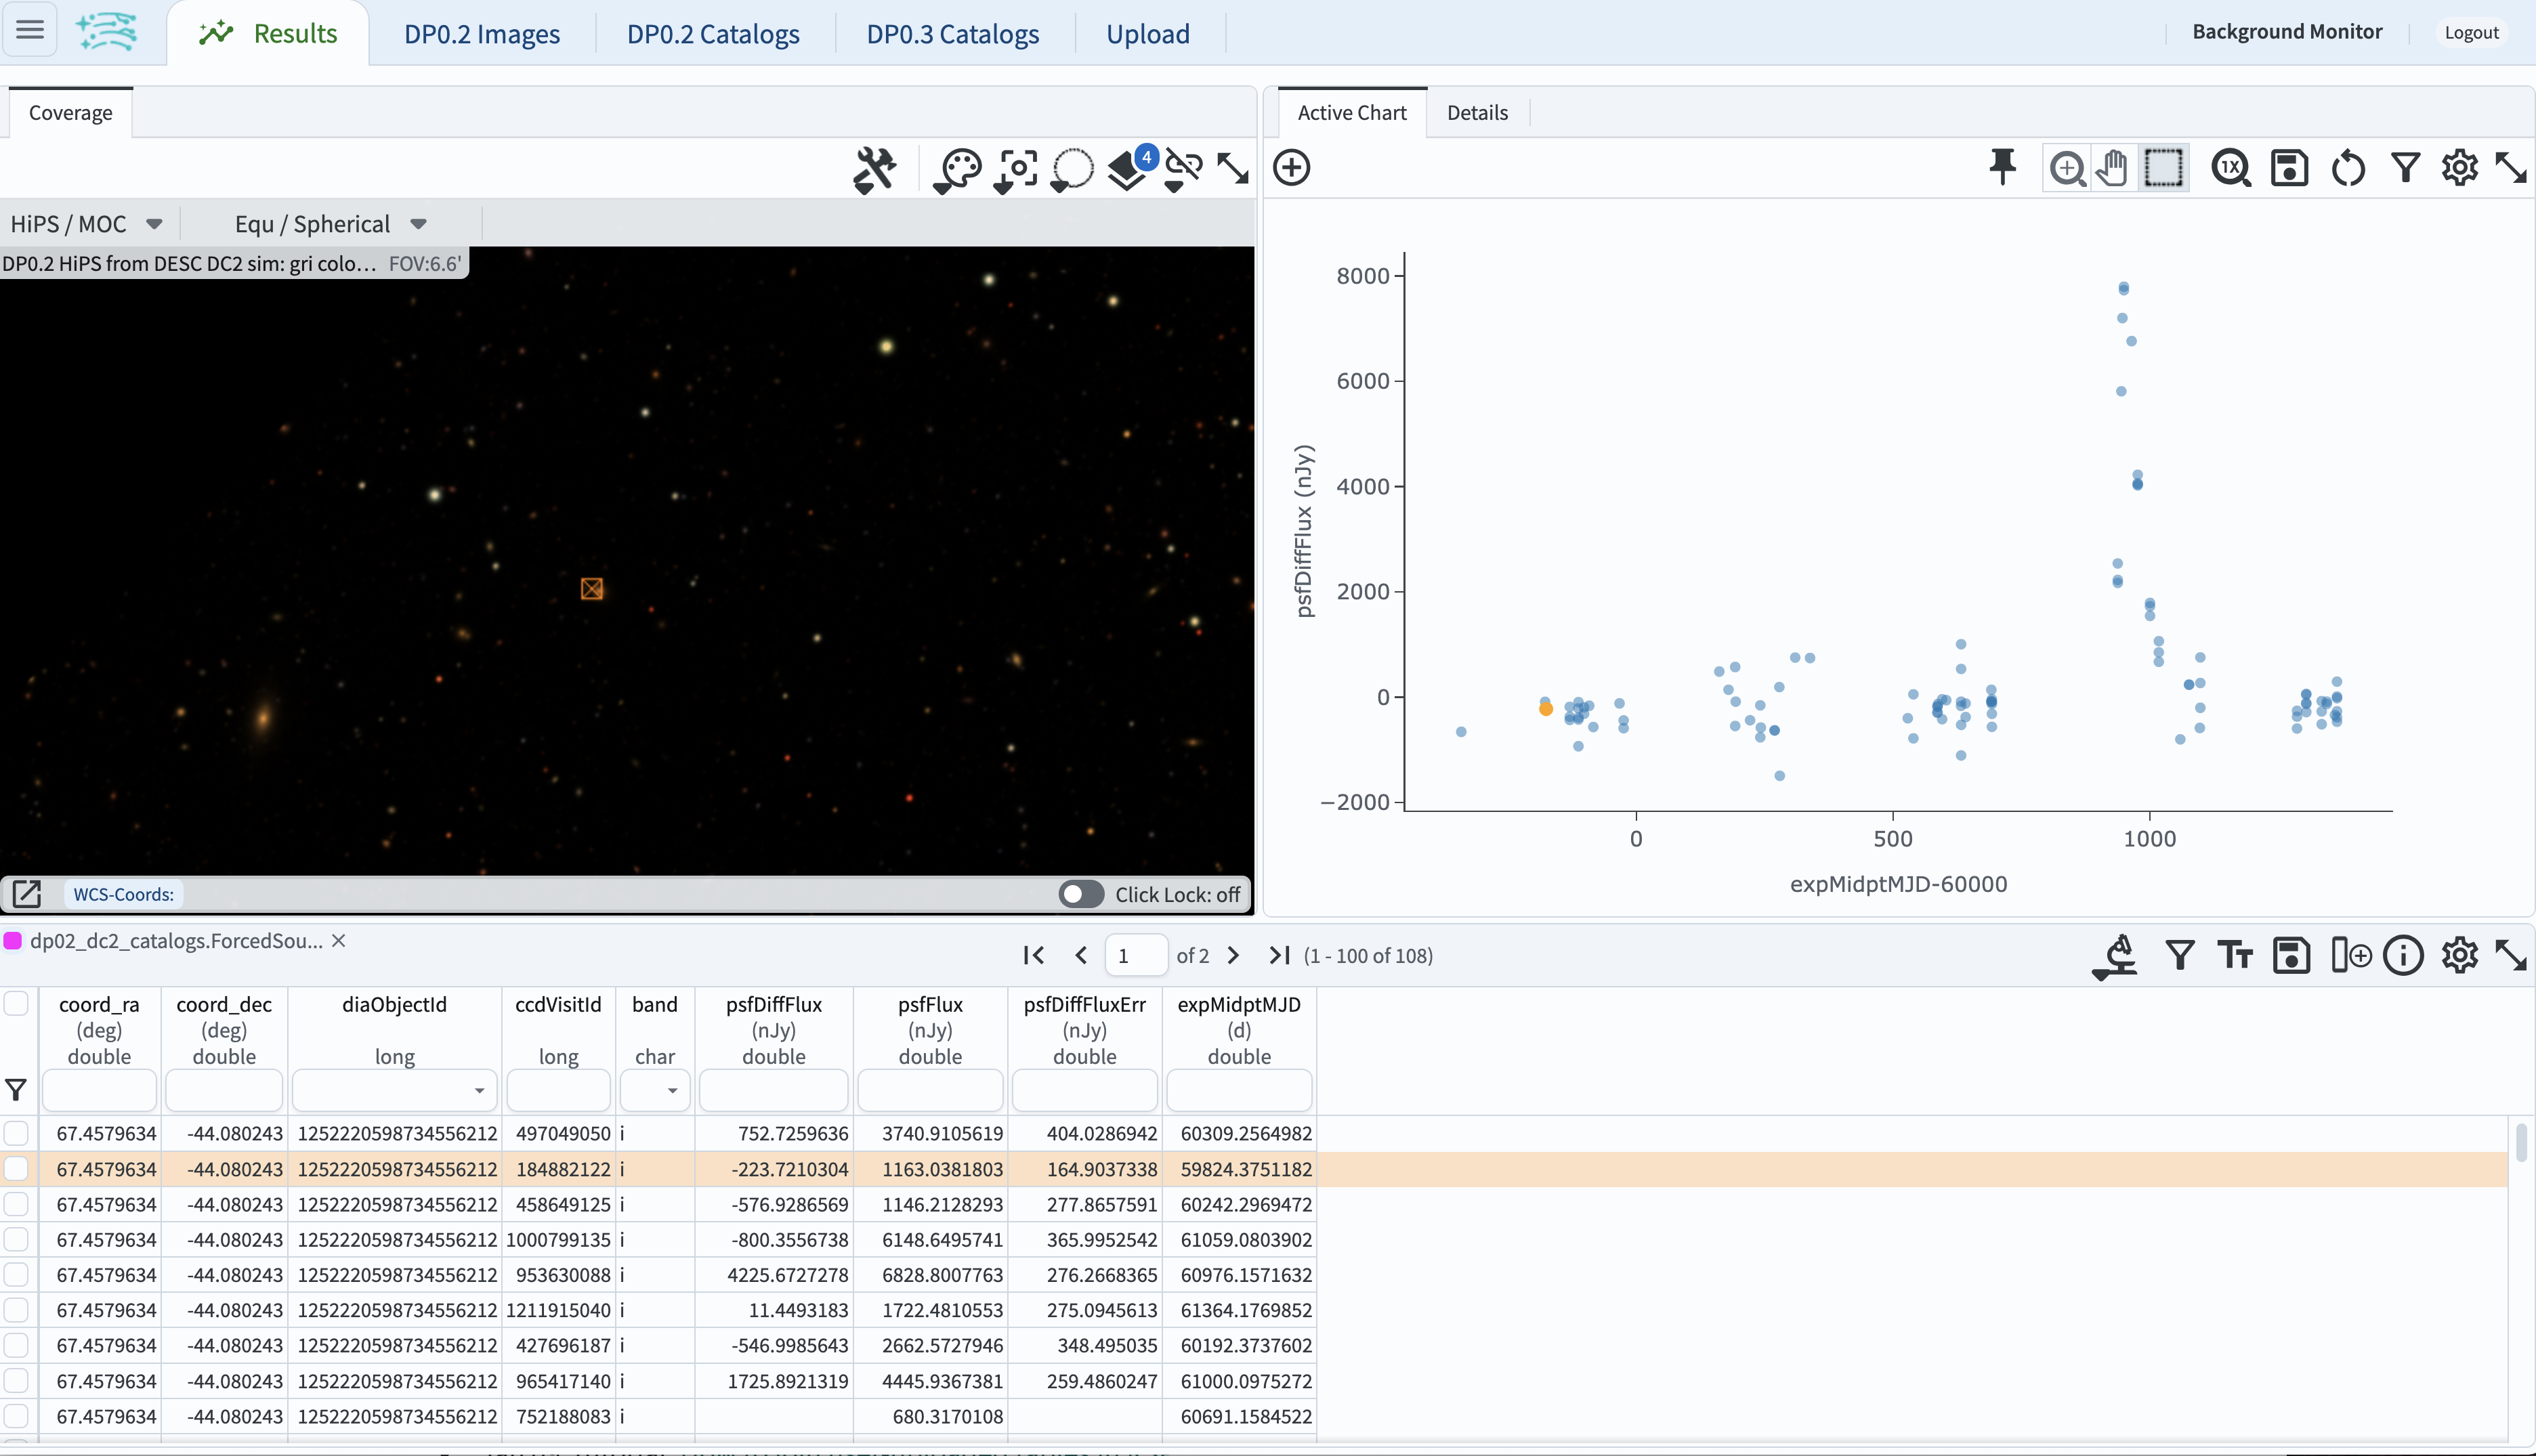 Results
DP0.2 Images
DP0.2 Catalogs
DP0.3 Catalogs
Upload
Background Monitor
Logout
Coverage
4
HiPS / MOC
Equ / Spherical
DP0.2 HiPS from DESC DC2 sim: gri colo... FOV:6.6'
WCS-Coords:
Click Lock: off
Active Chart
Details
1X
8000
6000
4000
2000
0
−2000
psfDiffFlux (nJy)
0 500 1000
expMidptMJD-60000
dp02_dc2_catalogs.ForcedSou...
1 of 2 (1 - 100 of 108)
coord_ra coord_dec diaObjectId ccdVisitId band psfDiffFlux psfFlux psfDiffFluxErr expMidptMJD
(deg) (deg) (nJy) (nJy) (nJy) (d)
double double long long char double double double double
67.4579634 -44.080243 1252220598734556212 497049050 i 752.7259636 3740.9105619 404.0286942 60309.2564982
67.4579634 -44.080243 1252220598734556212 184882122 i -223.7210304 1163.0381803 164.9037338 59824.3751182
67.4579634 -44.080243 1252220598734556212 458649125 i -576.9286569 1146.2128293 277.8657591 60242.2969472
67.4579634 -44.080243 1252220598734556212 1000799135 i -800.3556738 6148.6495741 365.9952542 61059.0803902
67.4579634 -44.080243 1252220598734556212 953630088 i 4225.6727278 6828.8007763 276.2668365 60976.1571632
67.4579634 -44.080243 1252220598734556212 1211915040 i 11.4493183 1722.4810553 275.0945613 61364.1769852
67.4579634 -44.080243 1252220598734556212 427696187 i -546.9985643 2662.5727946 348.495035 60192.3737602
67.4579634 -44.080243 1252220598734556212 965417140 i 1725.8921319 4445.9367381 259.4860247 61000.0975272
67.4579634 -44.080243 1252220598734556212 752188083 i 680.3170108 60691.1584522